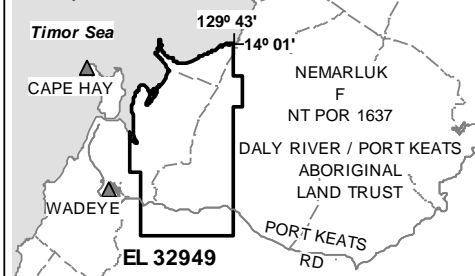 Timor Sea
129º 43'
14º 01'
CAPE HAY
NEMARLUK
F
NT POR 1637
DALY RIVER / PORT KEATS
ABORIGINAL
LAND TRUST
WADEYE
PORT KEATS
RD
EL 32949